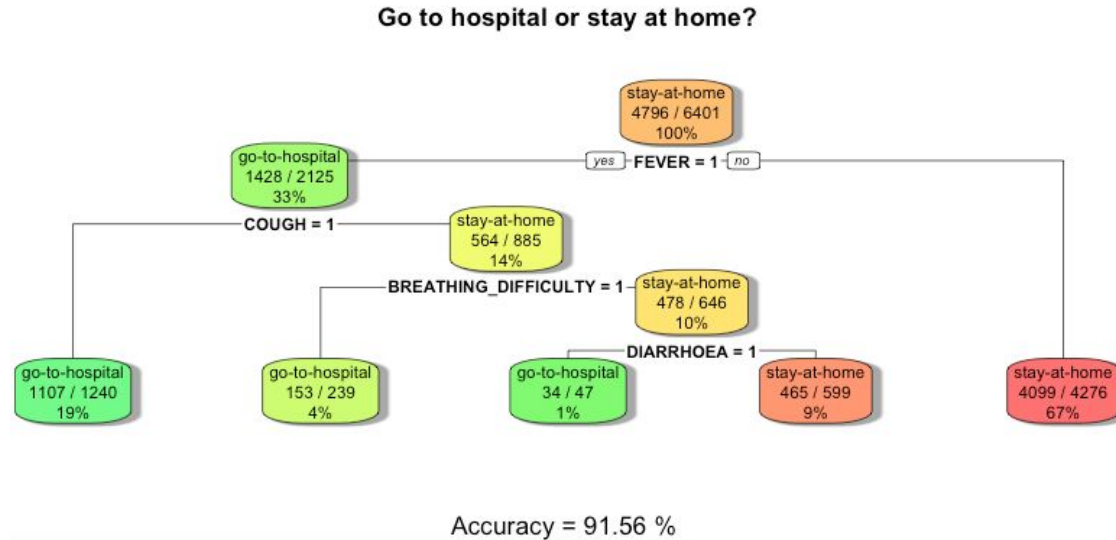 Go to hospital or stay at home?
stay-at-home
4796 / 6401
100%
yes FEVER = 1 no
go-to-hospital
1428 / 2125
33%
COUGH = 1
stay-at-home
564 / 885
14%
BREATHING_DIFFICULTY = 1
stay-at-home
478 / 646
10%
DIARRHOEA = 1
go-to-hospital
1107 / 1240
19%
go-to-hospital
153 / 239
4%
go-to-hospital
34 / 47
1%
stay-at-home
465 / 599
9%
stay-at-home
4099 / 4276
67%
Accuracy = 91.56 %